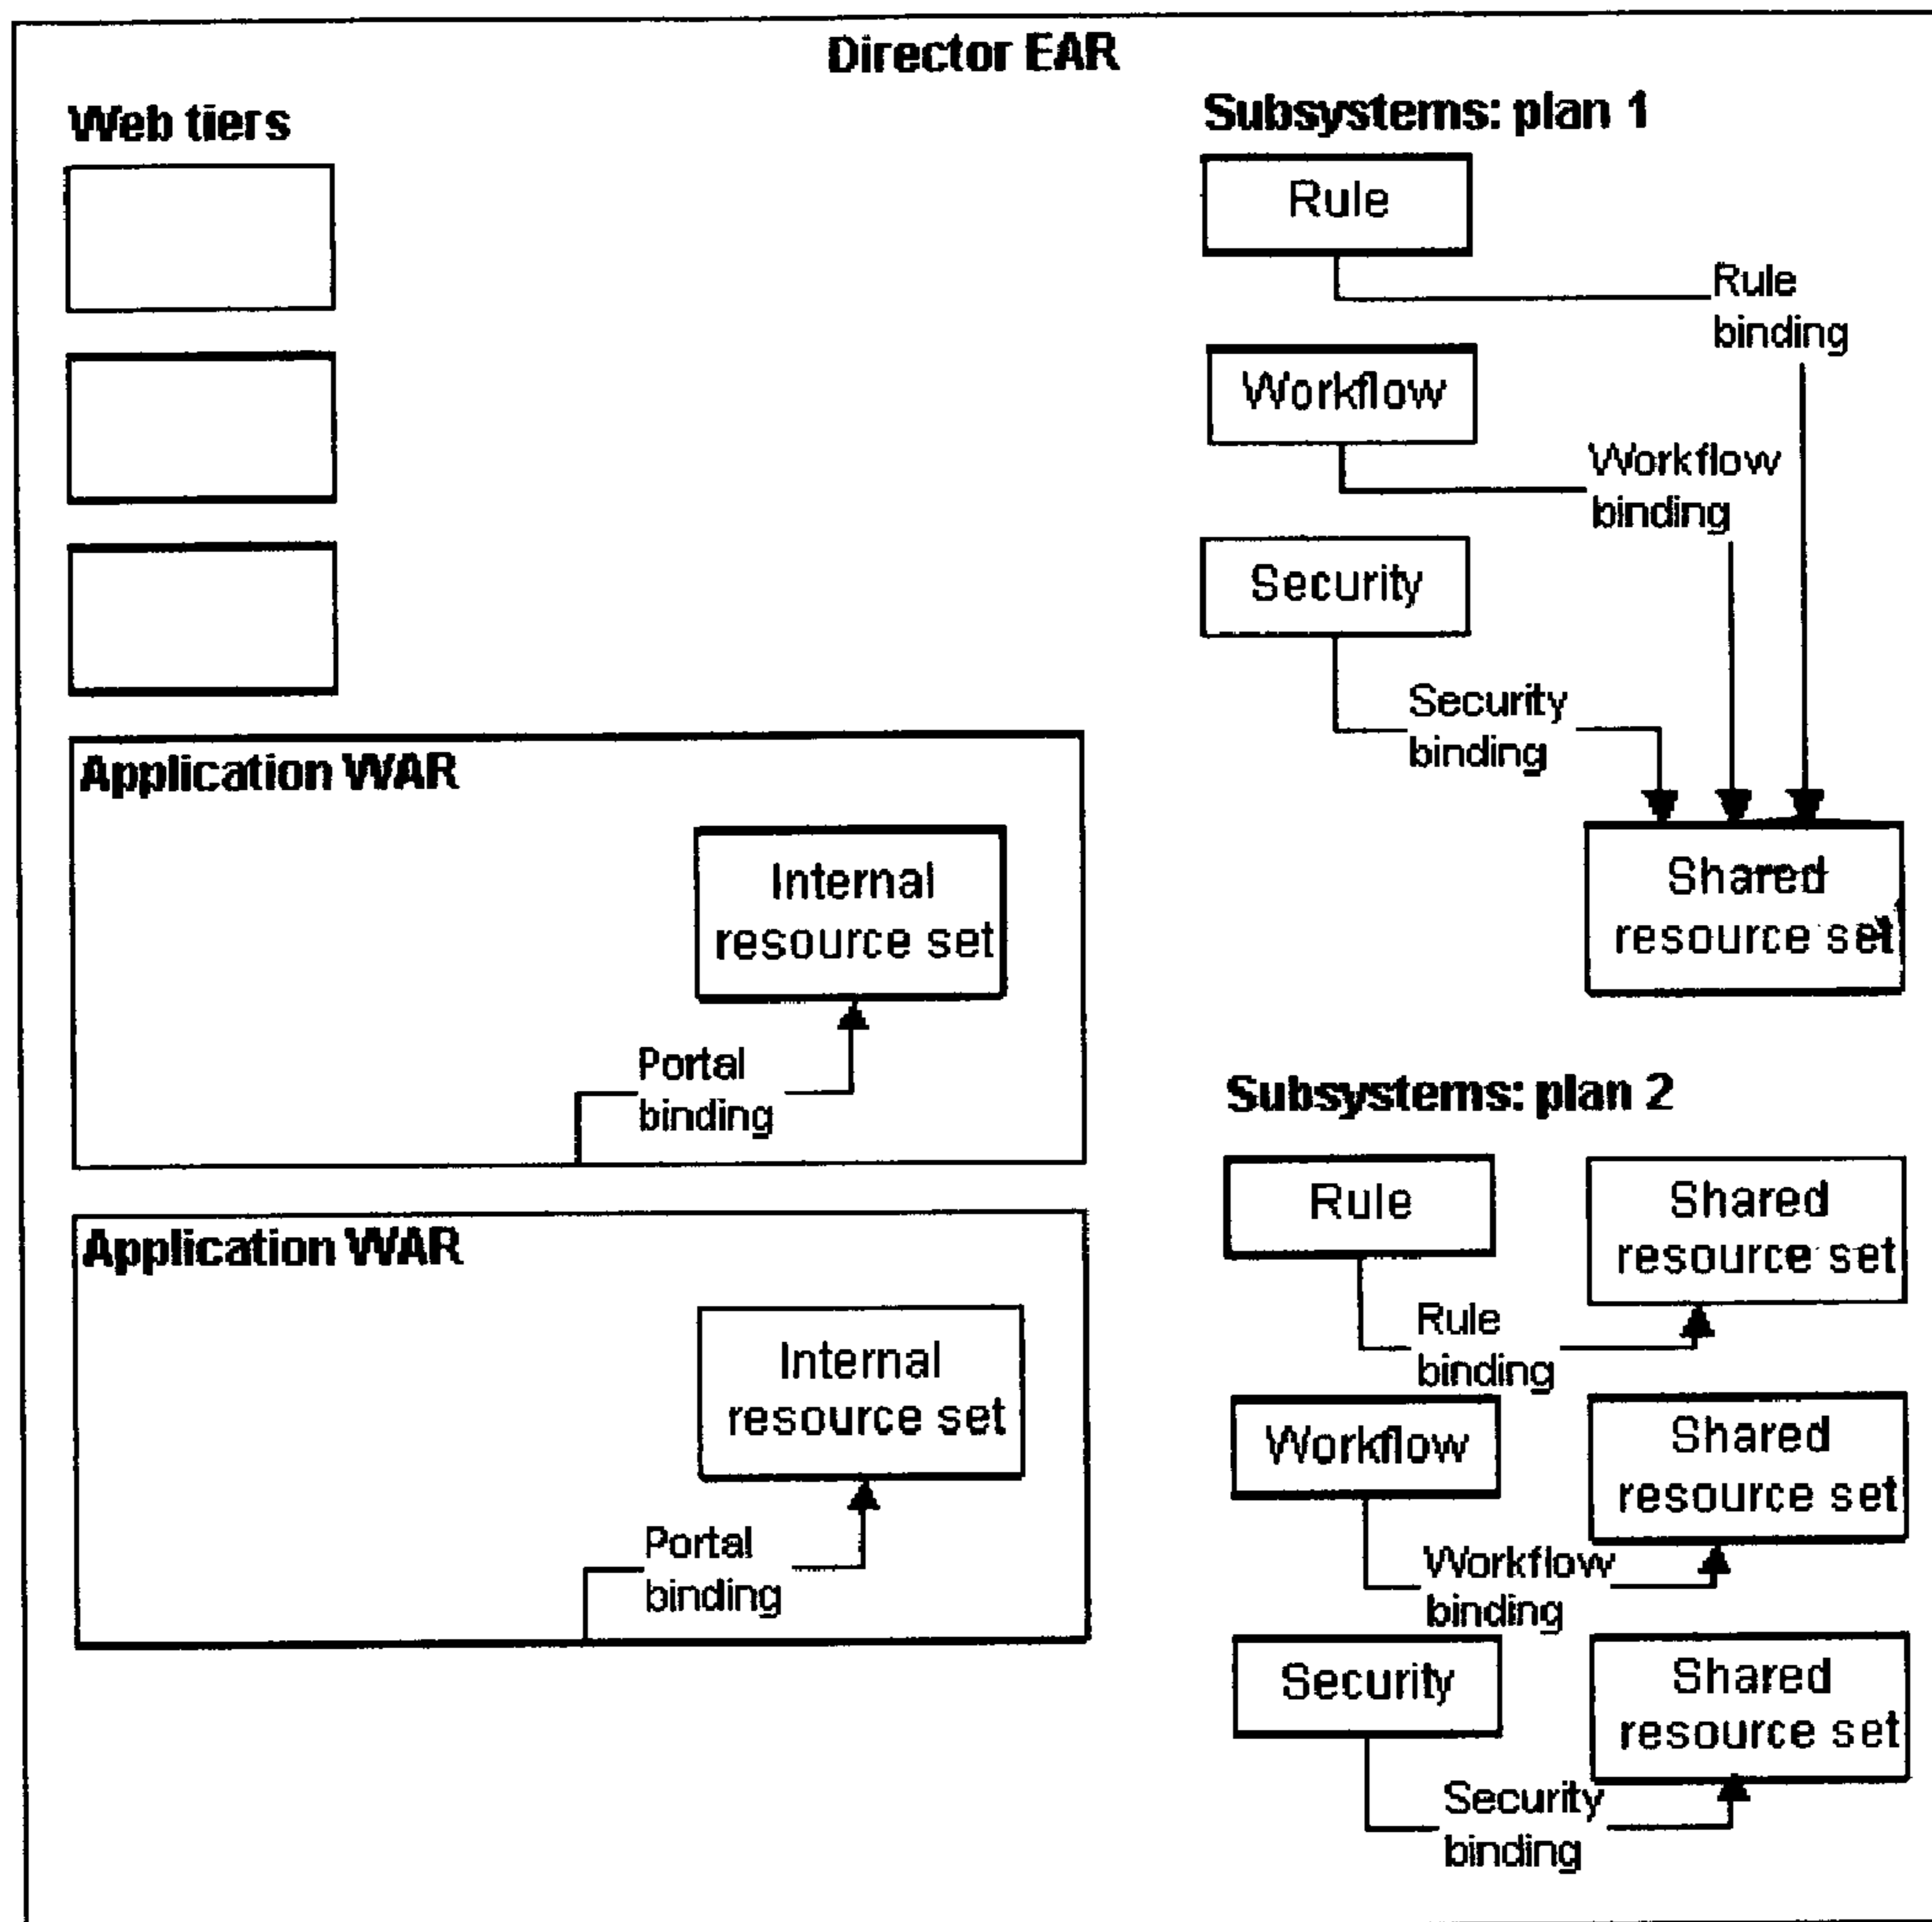 Director EAR
Web tiers
Application WAR
Internal
resource set
Portal
binding
Application WAR
Internal
resource set
Portal
binding
Subsystems: plan 1
Rule
Rule
binding
Workflow
Workflow
binding
Security
Security
binding
Shared
resource set
Subsystems: plan 2
Rule
Shared
resource set
Rule
binding
Workflow
Shared
resource set
Workflow
binding
Security
Shared
resource set
Security
binding